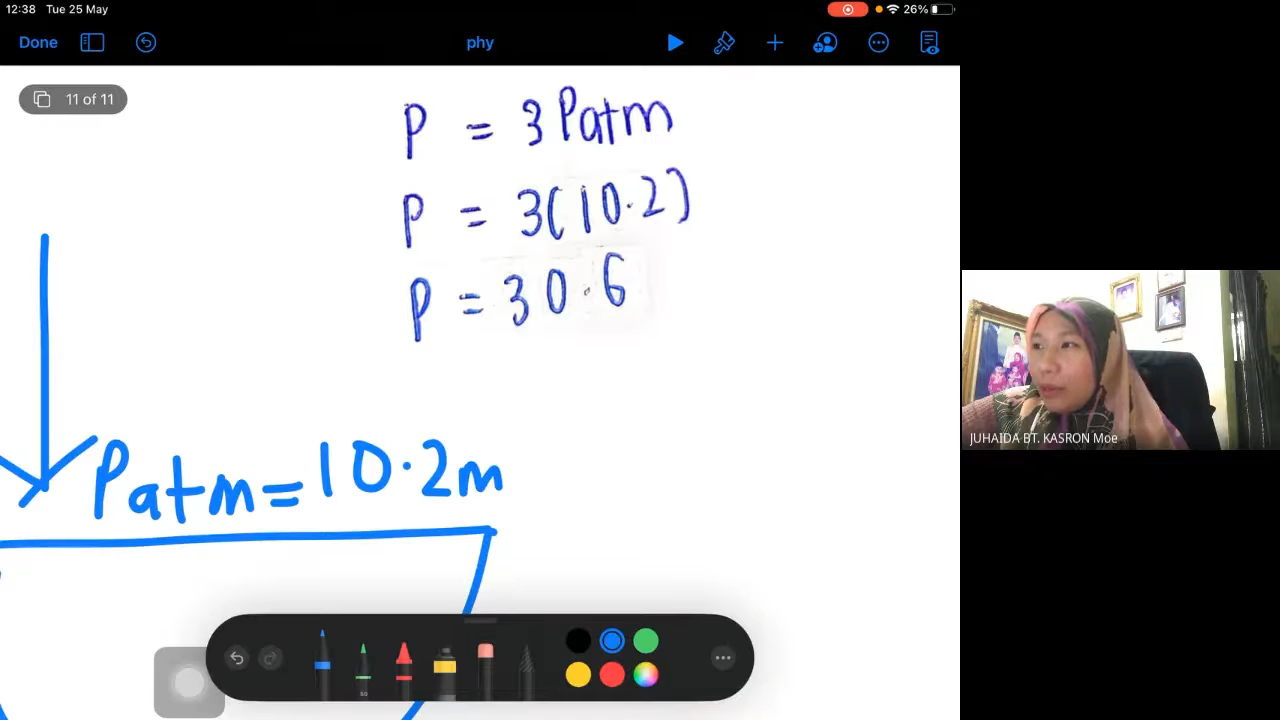 12:38 Tue 25 May
26%
Done
phy
11 of 11
P = 3 Patm
P = 3(10.2)
P = 30.6
Patm=10.2m
50
JUHAIDA BT. KASRON Moe